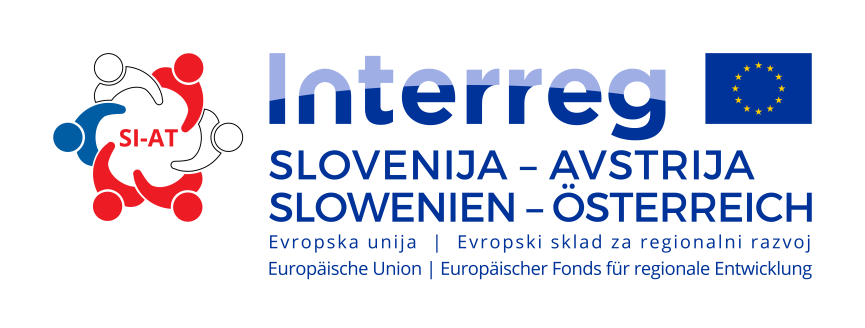 SI-AT
Interreg
SLOVENIJA – AVSTRIJA
SLOWENIEN – ÖSTERREICH
Evropska unija | Evropski sklad za regionalni razvoj
Europäische Union | Europäischer Fonds für regionale Entwicklung